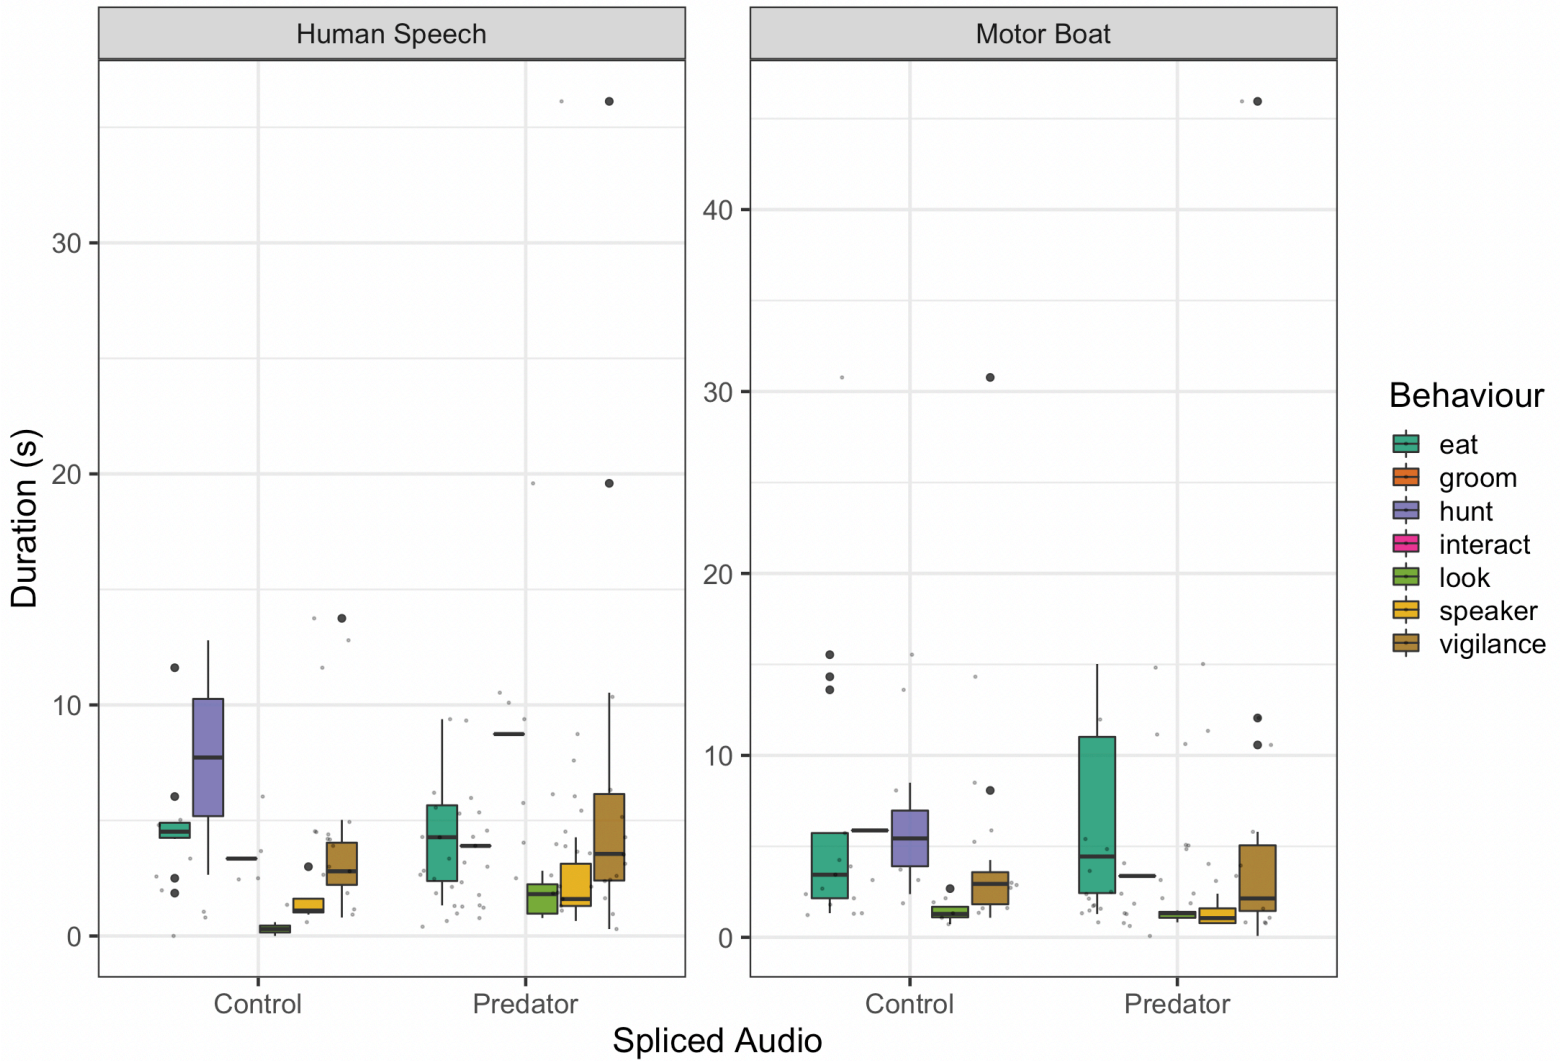 Human Speech
Motor Boat
Duration (s)
30
20
10
0
40
30
20
10
0
Control
Predator
Control
Predator
Spliced Audio
Behaviour
eat
groom
hunt
interact
look
speaker
vigilance